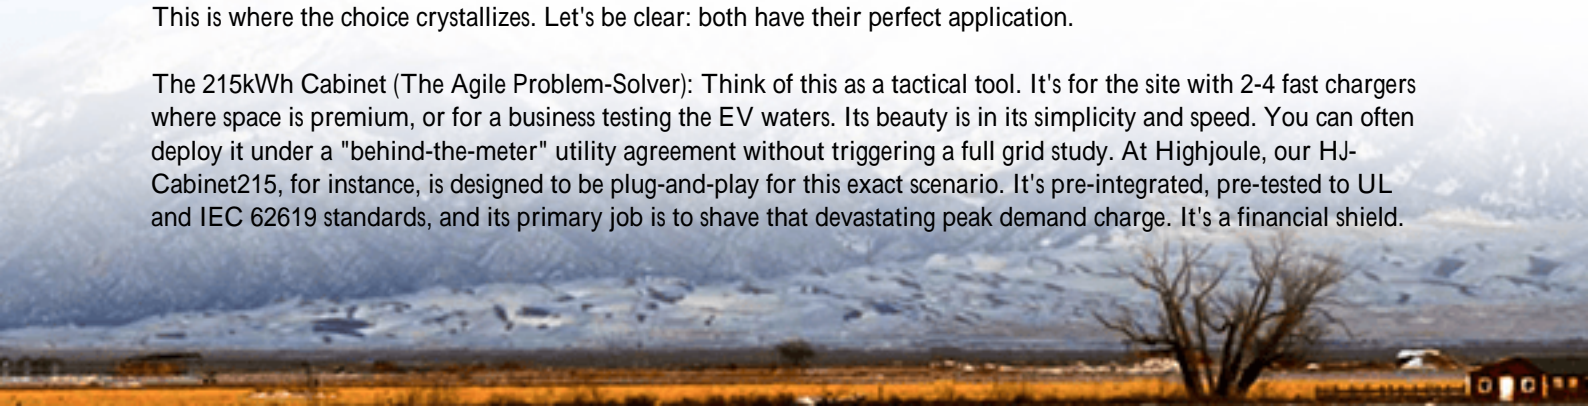 This is where the choice crystallizes. Let's be clear: both have their perfect application.
The 215kWh Cabinet (The Agile Problem-Solver): Think of this as a tactical tool. It's for the site with 2-4 fast chargers
where space is premium, or for a business testing the EV waters. Its beauty is in its simplicity and speed. You can often
deploy it under a "behind-the-meter" utility agreement without triggering a full grid study. At Highjoule, our HJ-
Cabinet215, for instance, is designed to be plug-and-play for this exact scenario. It's pre-integrated, pre-tested to UL
and IEC 62619 standards, and its primary job is to shave that devastating peak demand charge. It's a financial shield.